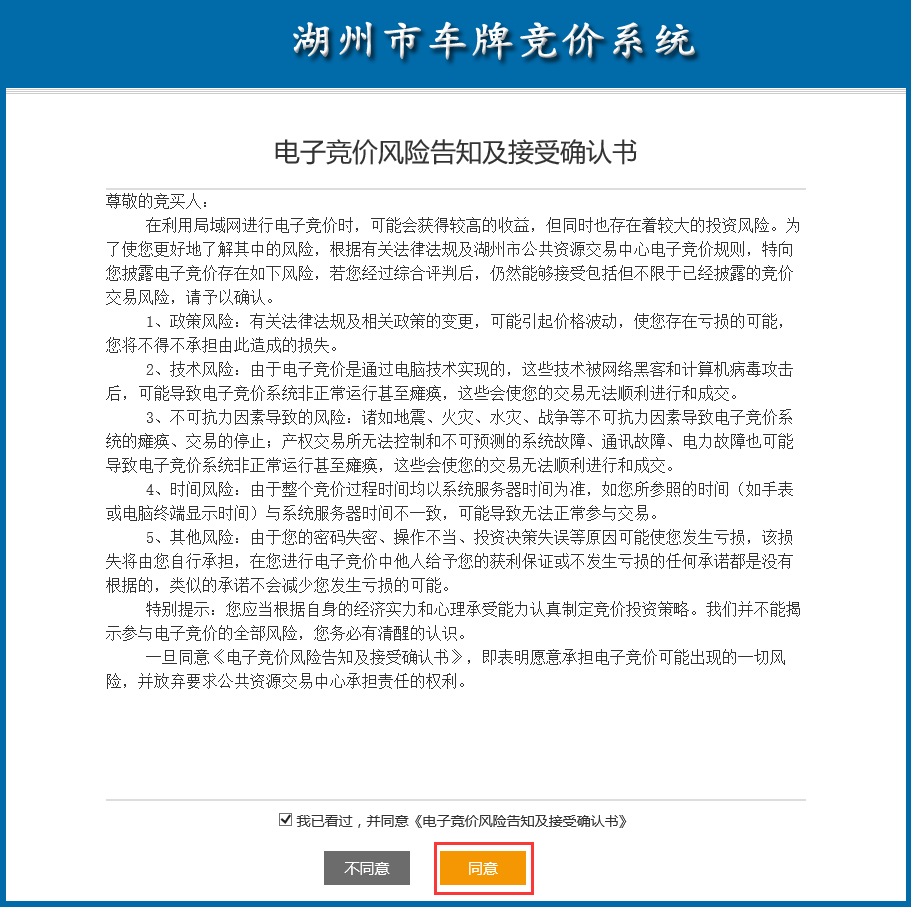 湖州市车牌竞价系统
电子竞价风险告知及接受确认书
尊敬的竞买人：
在利用局域网进行电子竞价时，可能会获得较高的收益，但同时也存在着较大的投资风险。为
了使您更好地了解其中的风险，根据有关法律法规及湖州市公共资源交易中心电子竞价规则，特向
您披露电子竞价存在如下风险，若您经过综合评判后，仍然能够接受包括但不限于已经披露的竞价
交易风险，请予以确认。
1、政策风险：有关法律法规及相关政策的变更，可能引起价格波动，使您存在亏损的可能，
您将不得不承担由此造成的损失。
2、技术风险：由于电子竞价是通过电脑技术实现的，这些技术被网络黑客和计算机病毒攻击
后，可能导致电子竞价系统非正常运行甚至瘫痪，这些会使您的交易无法顺利进行和成交。
3、不可抗力因素导致的风险：诸如地震、火灾、水灾、战争等不可抗力因素导致电子竞价系
统的瘫痪、交易的停止；产权交易所无法控制和不可预测的系统故障、通讯故障、电力故障也可能
导致电子竞价系统非正常运行甚至瘫痪，这些会使您的交易无法顺利进行和成交。
4、时间风险：由于整个竞价过程时间均以系统服务器时间为准，如您所参照的时间（如手表
或电脑终端显示时间）与系统服务器时间不一致，可能导致无法正常参与交易。
5、其他风险：由于您的密码失密、操作不当、投资决策失误等原因可能使您发生亏损，该损
失将由您自行承担，在您进行电子竞价中他人给予您的获利保证或不发生亏损的任何承诺都是没有
根据的，类似的承诺不会减少您发生亏损的可能。
特别提示：您应当根据自身的经济实力和心理承受能力认真制定竞价投资策略。我们并不能揭
示参与电子竞价的全部风险，您务必有清醒的认识。
一旦同意《电子竞价风险告知及接受确认书》，即表明愿意承担电子竞价可能出现的一切风
险，并放弃要求公共资源交易中心承担责任的权利。
我已看过，并同意《电子竞价风险告知及接受确认书》
不同意 同意